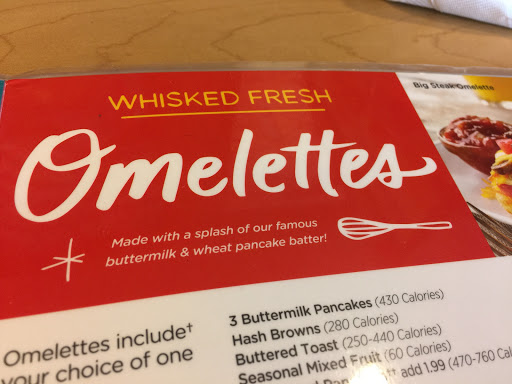 WHISKED FRESH
Big Steak Omelette
Omelettes
Made with a splash of our famous
buttermilk & wheat pancake batter!
Omelettes include†
your choice of one
3 Buttermilk Pancakes (430 Calories)
Hash Browns (280 Calories)
Buttered Toast (250-440 Calories)
Seasonal Mixed Fruit (60 Calories)
add 1.99 (470-760 Cal